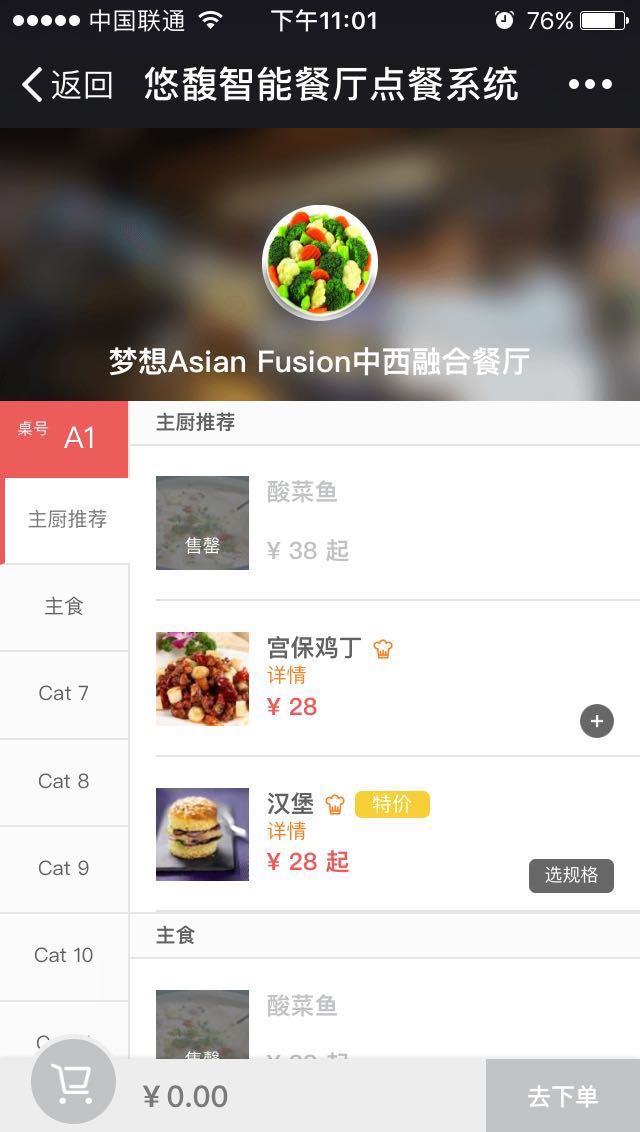 中国联通
下午11:01
76%
返回
悠馥智能餐厅点餐系统
梦想Asian Fusion中西融合餐厅
桌号 A1
主厨推荐
主食
Cat 7
Cat 8
Cat 9
Cat 10
主厨推荐
售罄
酸菜鱼
¥ 38 起
宫保鸡丁
详情
¥ 28
汉堡
特价
详情
¥ 28 起
选规格
主食
售罄
酸菜鱼
¥ 0.00
去下单